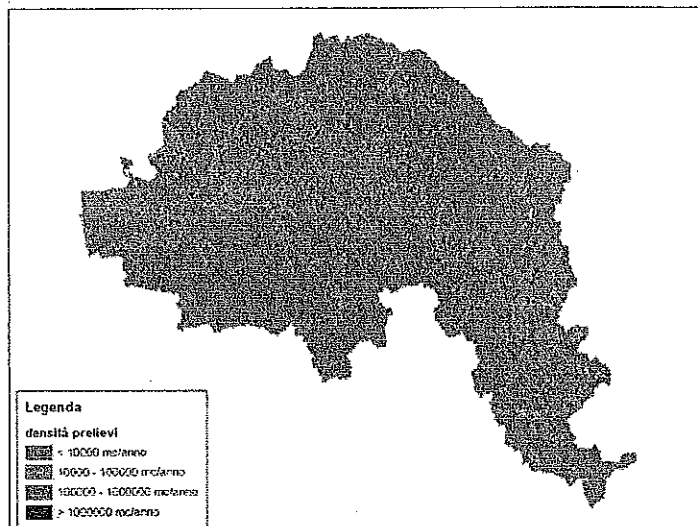 Legenda
densità prelievi
< 10000 mc/anno
10000 - 100000 mc/anno
100000 - 1000000 mc/anno
> 1000000 mc/anno